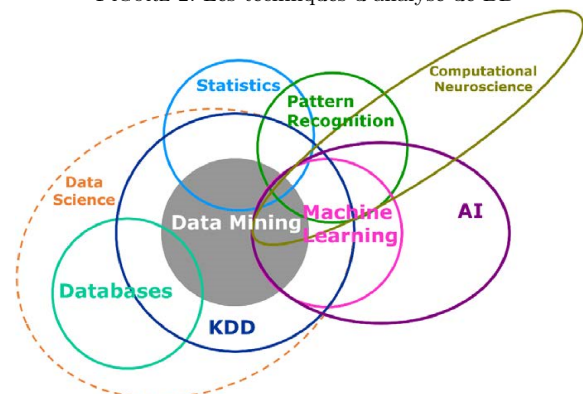 Statistics
Pattern
Recognition
Computational
Neuroscience
Data
Science
Data Mining
Machine
Learning
AI
Databases
KDD